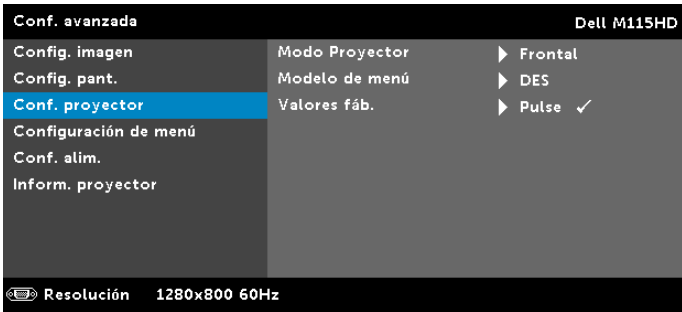 Conf. avanzada Dell M115HD
Config. imagen Modo Proyector Frontal
Config. pant. Modelo de menú DES
Conf. proyector Valores fáb. Pulse ✓
Configuración de menú
Conf. alim.
Inform. proyector
Resolución 1280x800 60Hz